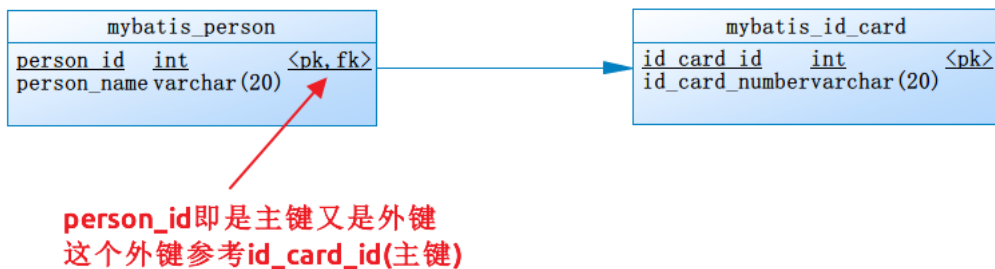 mybatis_person
person_id int <pk,fk>
person_name varchar(20)
mybatis_id_card
id_card_id int <pk>
id_card_number varchar(20)
person_id即是主键又是外键
这个外键参考id_card_id(主键)